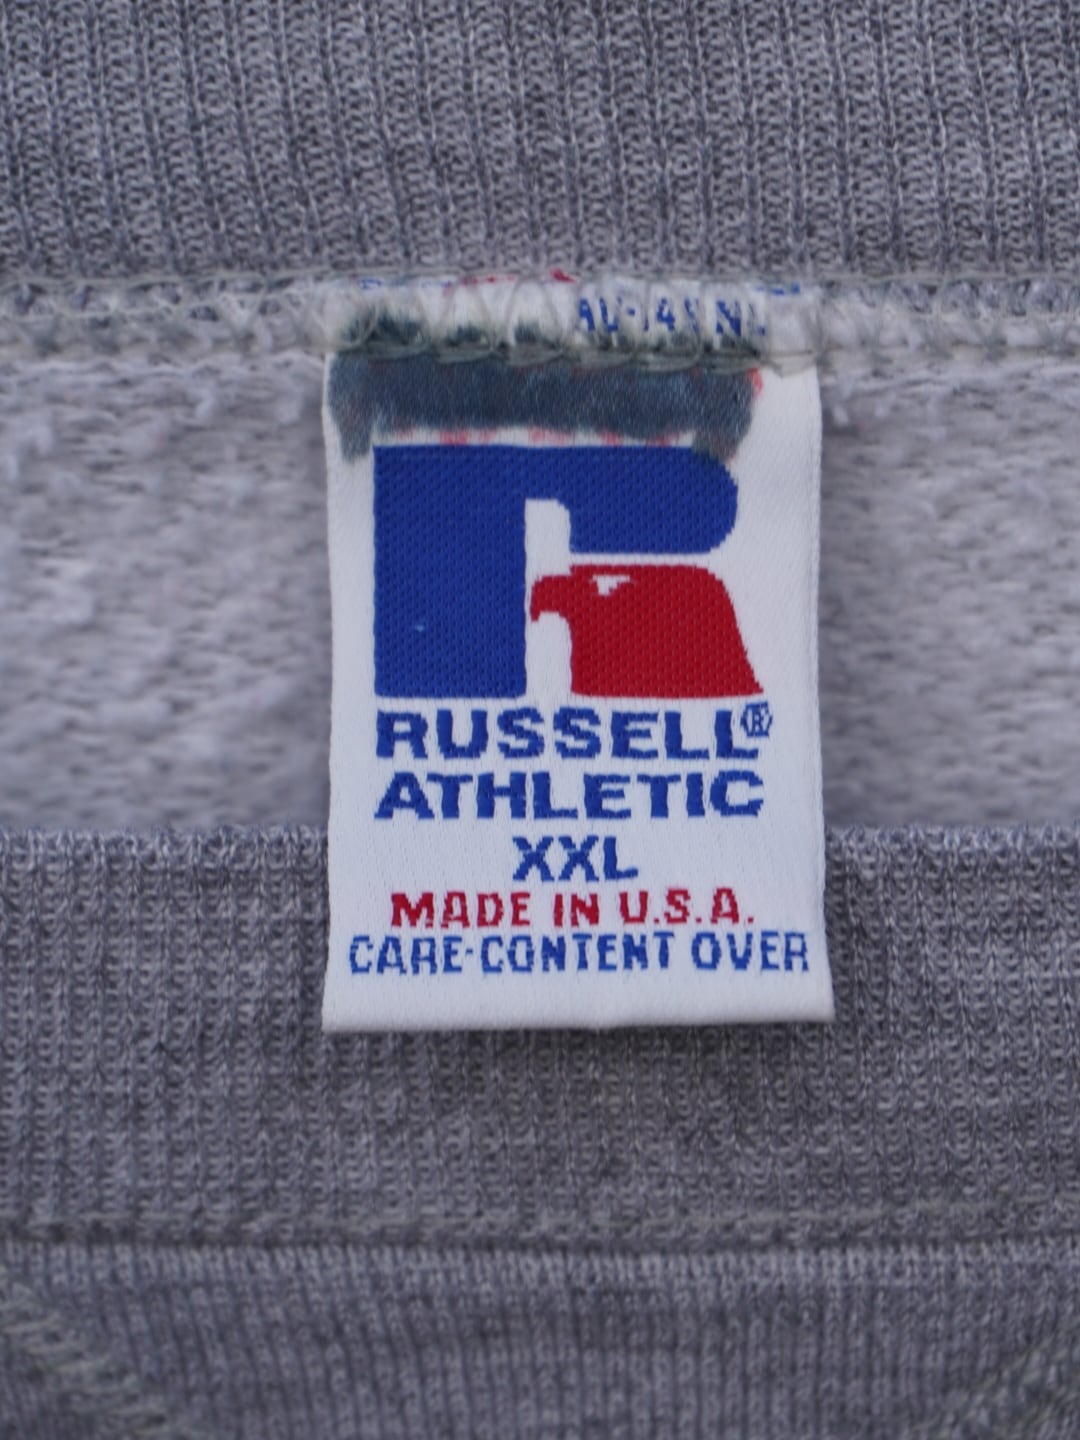 RUSSELL®
ATHLETIC
XXL
MADE IN U.S.A.
CARE-CONTENT OVER